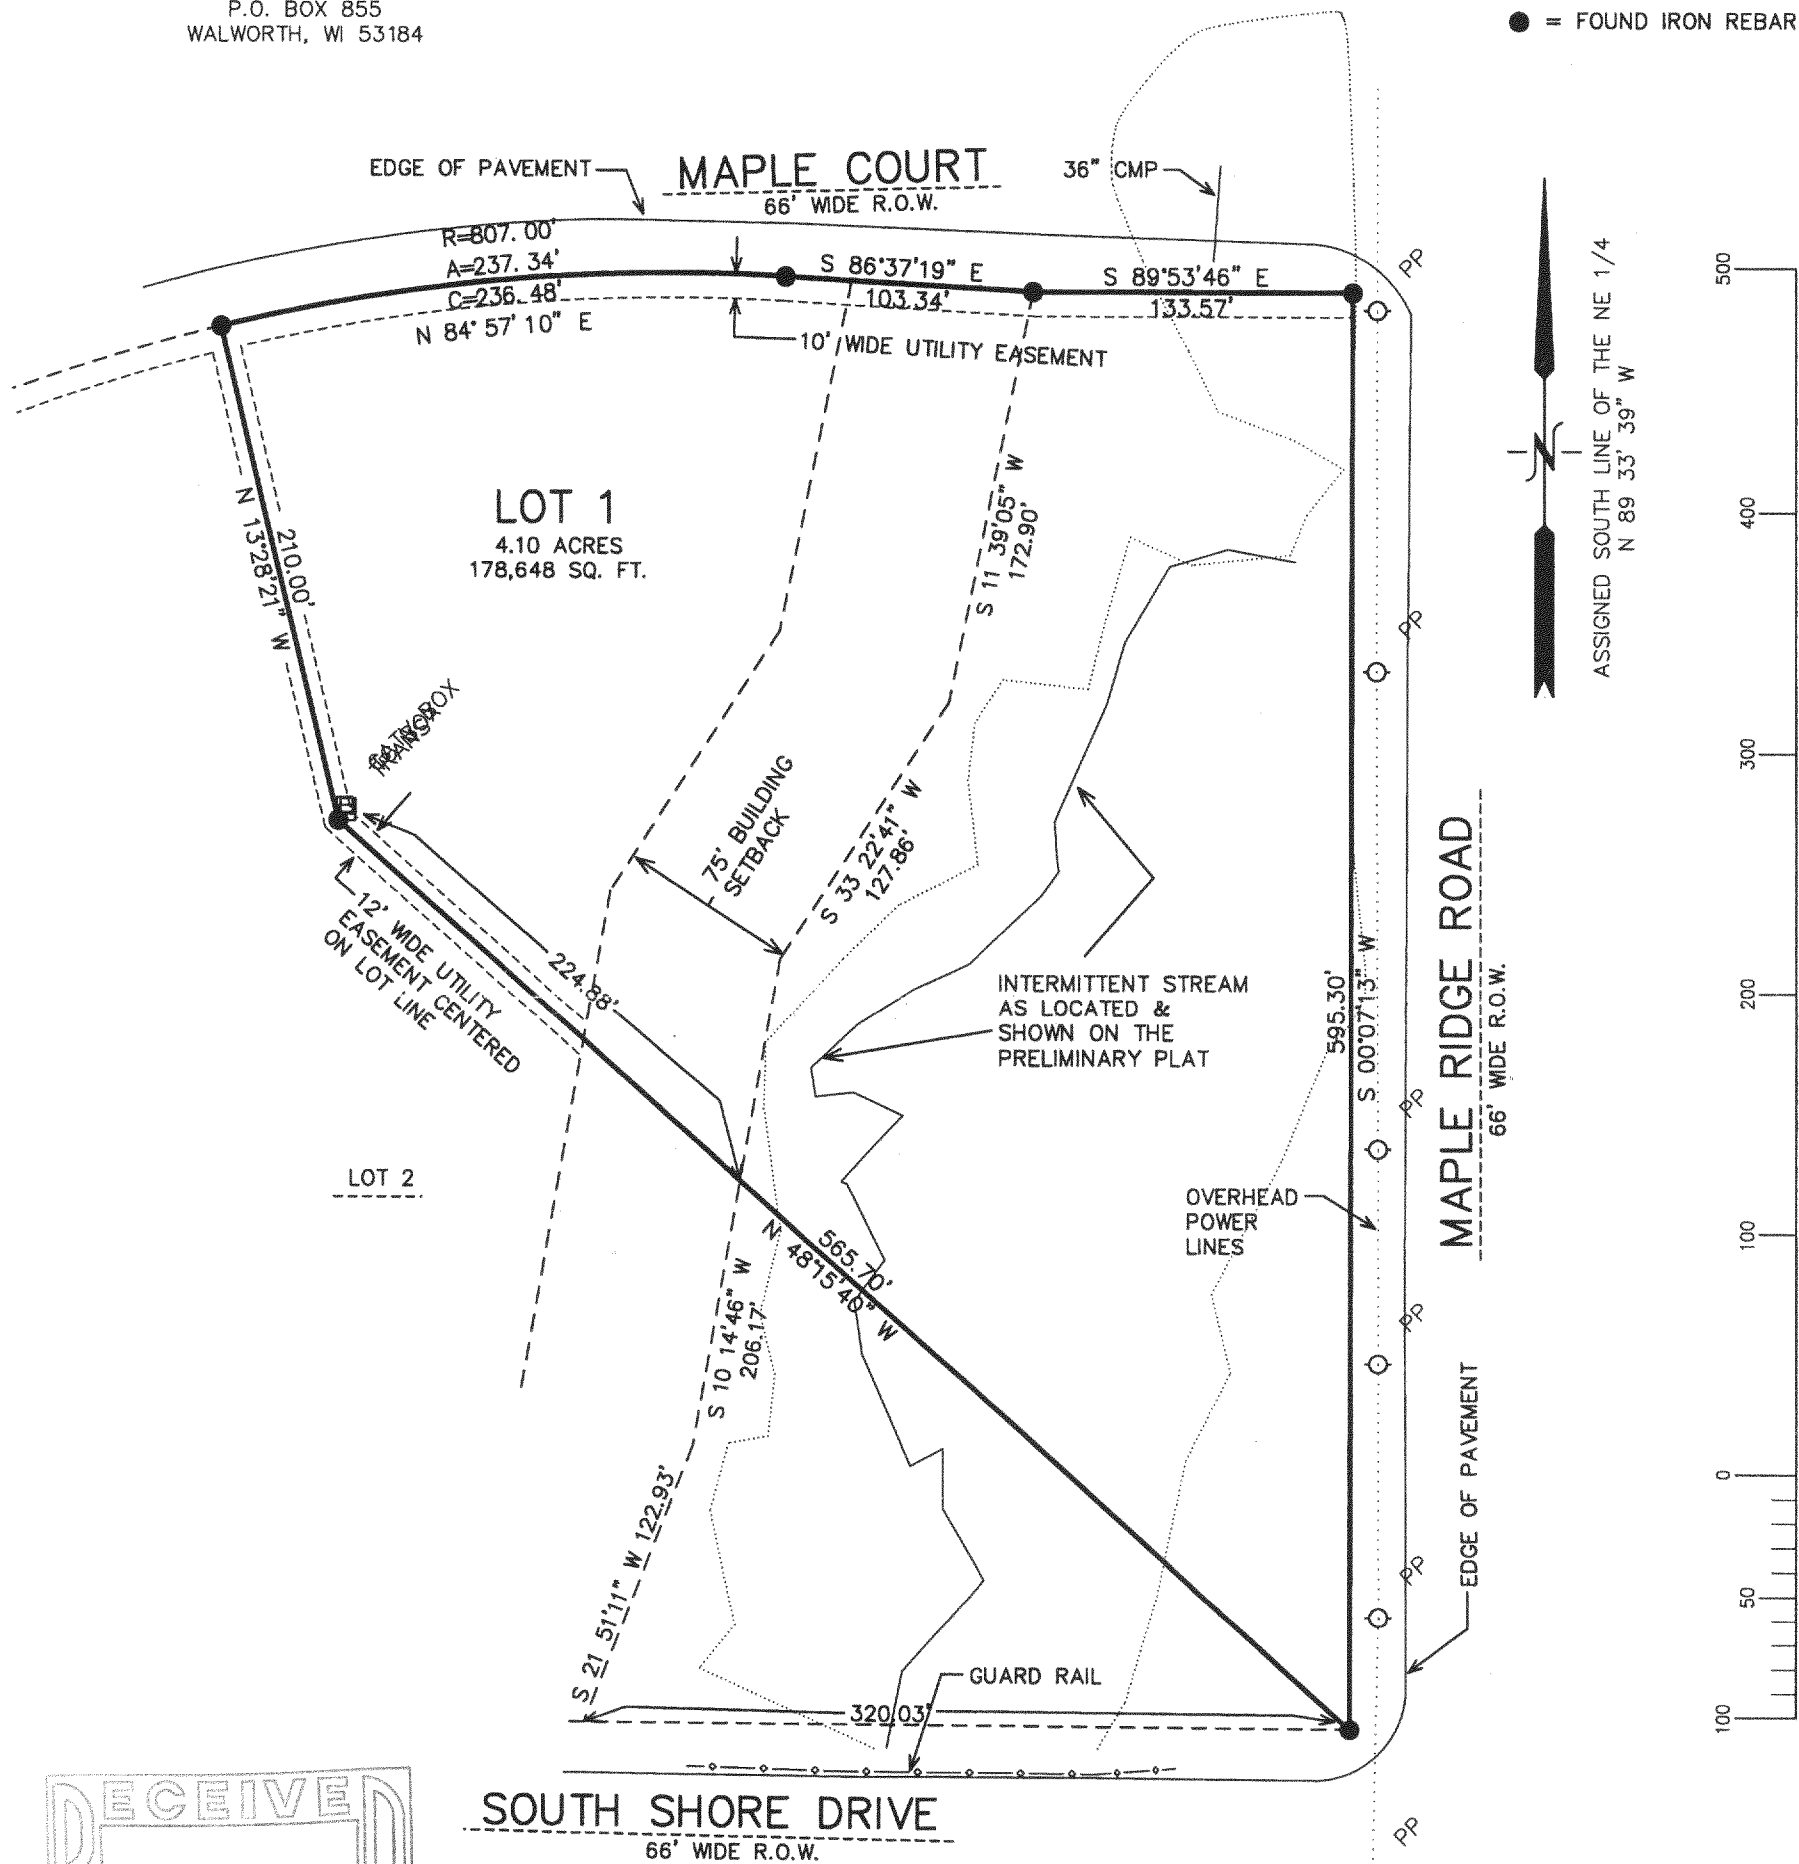 P.O. BOX 855
WALWORTH, WI 53184
= FOUND IRON REBAR
EDGE OF PAVEMENT
MAPLE COURT
66' WIDE R.O.W.
36" CMP
R=807.00'
A=237.34'
C=236.48'
N 84°57'10" E
S 86°37'19" E
103.34'
S 89°53'46" E
133.57'
10' WIDE UTILITY EASEMENT
PP
N
ASSIGNED SOUTH LINE OF THE NE 1/4
N 89 33' 39" W
500
400
300
200
100
0
50
100
LOT 1
4.10 ACRES
178,648 SQ. FT.
N 13°28'21" W
210.00'
S 11 39'05" W
172.90'
PP
75' BUILDING
SETBACK
S 33 22'41" W
127.86'
12' WIDE UTILITY
EASEMENT CENTERED
ON LOT LINE
224.88'
INTERMITTENT STREAM
AS LOCATED &
SHOWN ON THE
PRELIMINARY PLAT
595.30'
S 00°07'13" W
MAPLE RIDGE ROAD
66' WIDE R.O.W.
PP
LOT 2
OVERHEAD
POWER
LINES
565.70'
N 48°15'40" W
S 10 14'46" W
206.17'
PP
EDGE OF PAVEMENT
S 21 51'11" W 122.93'
PP
GUARD RAIL
320.03'
SOUTH SHORE DRIVE
66' WIDE R.O.W.
PP